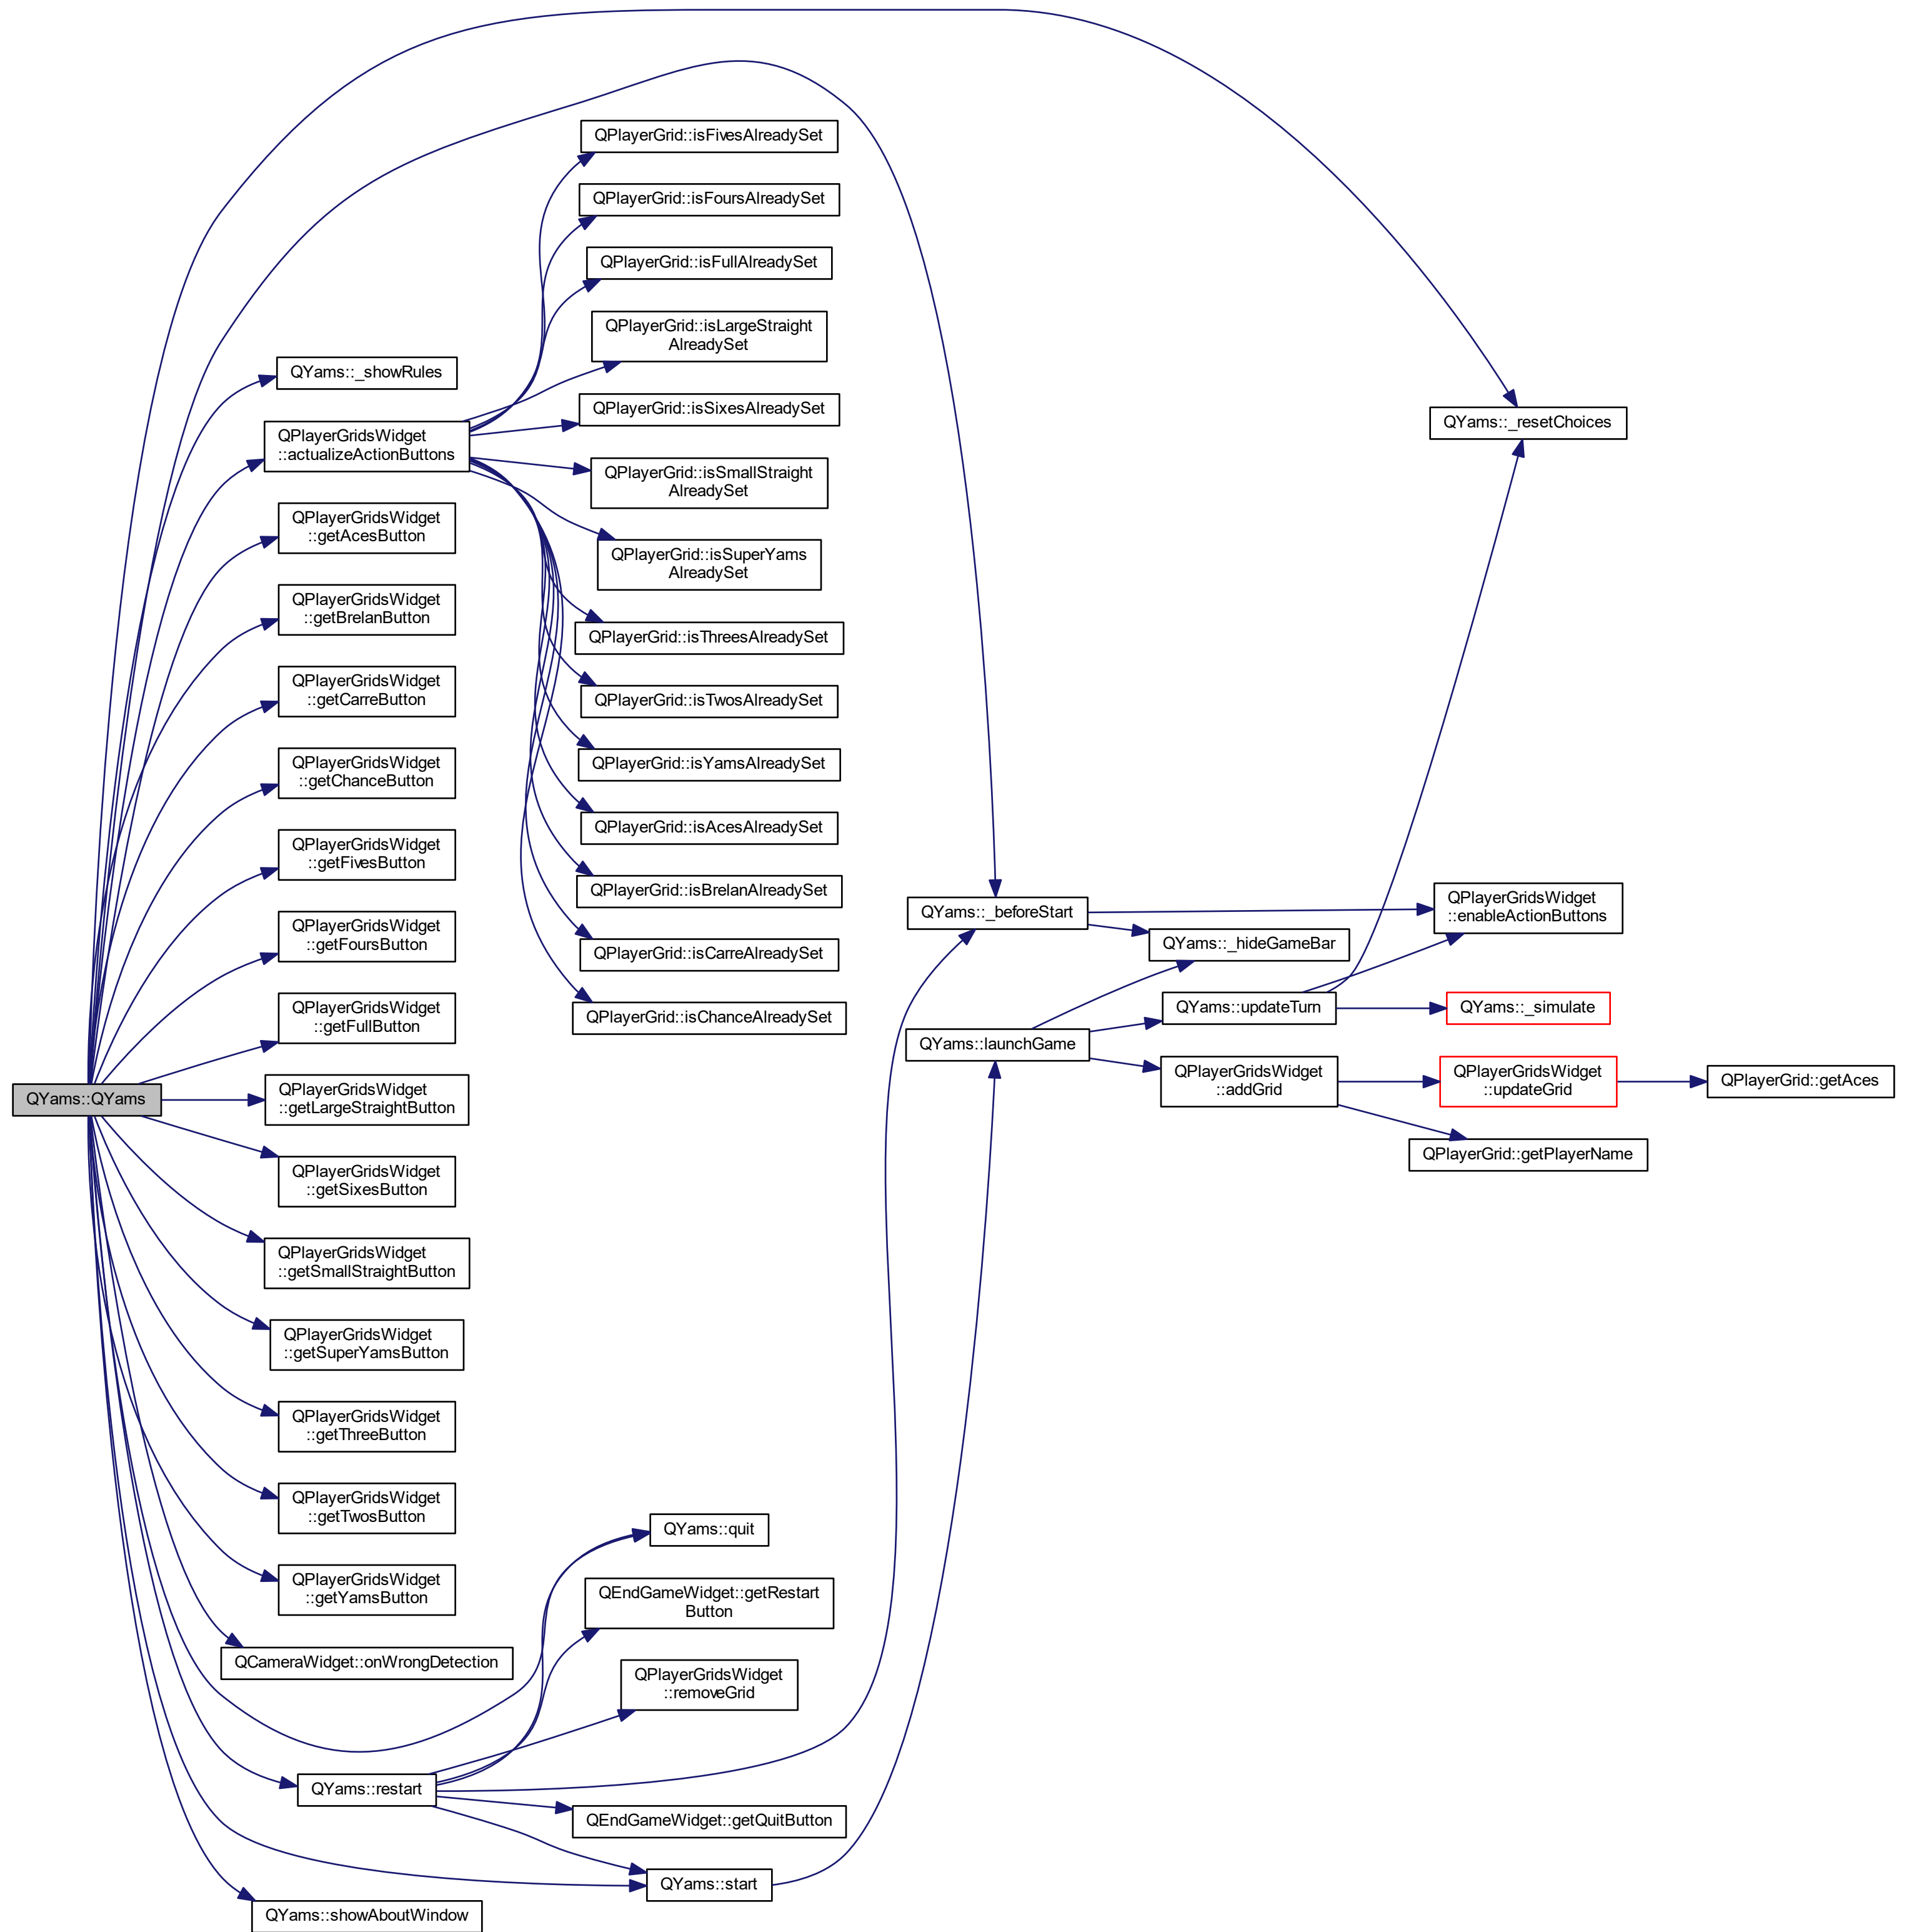 QPlayerGrid::isFivesAlreadySet
QPlayerGrid::isFoursAlreadySet
QPlayerGrid::isFullAlreadySet
QPlayerGrid::isLargeStraight
AlreadySet
QYams::_showRules
QPlayerGrid::isSixesAlreadySet
QYams::_resetChoices
QPlayerGridsWidget
::actualizeActionButtons
QPlayerGrid::isSmallStraight
AlreadySet
QPlayerGridsWidget
::getAcesButton
QPlayerGrid::isSuperYams
AlreadySet
QPlayerGridsWidget
::getBrelanButton
QPlayerGrid::isThreesAlreadySet
QPlayerGridsWidget
::getCarreButton
QPlayerGrid::isTwosAlreadySet
QPlayerGridsWidget
::getChanceButton
QPlayerGrid::isYamsAlreadySet
QPlayerGrid::isAcesAlreadySet
QPlayerGridsWidget
::getFivesButton
QPlayerGrid::isBrelanAlreadySet
QYams::_beforeStart
QPlayerGridsWidget
::enableActionButtons
QPlayerGridsWidget
::getFoursButton
QPlayerGrid::isCarreAlreadySet
QYams::_hideGameBar
QPlayerGridsWidget
::getFullButton
QPlayerGrid::isChanceAlreadySet
QYams::updateTurn
QYams::_simulate
QYams::launchGame
QPlayerGridsWidget
::addGrid
QPlayerGridsWidget
::updateGrid
QPlayerGrid::getAces
QYams::QYams
QPlayerGridsWidget
::getLargeStraightButton
QPlayerGrid::getPlayerName
QPlayerGridsWidget
::getSixesButton
QPlayerGridsWidget
::getSmallStraightButton
QPlayerGridsWidget
::getSuperYamsButton
QPlayerGridsWidget
::getThreeButton
QPlayerGridsWidget
::getTwosButton
QYams::quit
QPlayerGridsWidget
::getYamsButton
QEndGameWidget::getRestart
Button
QCameraWidget::onWrongDetection
QPlayerGridsWidget
::removeGrid
QYams::restart
QEndGameWidget::getQuitButton
QYams::start
QYams::showAboutWindow